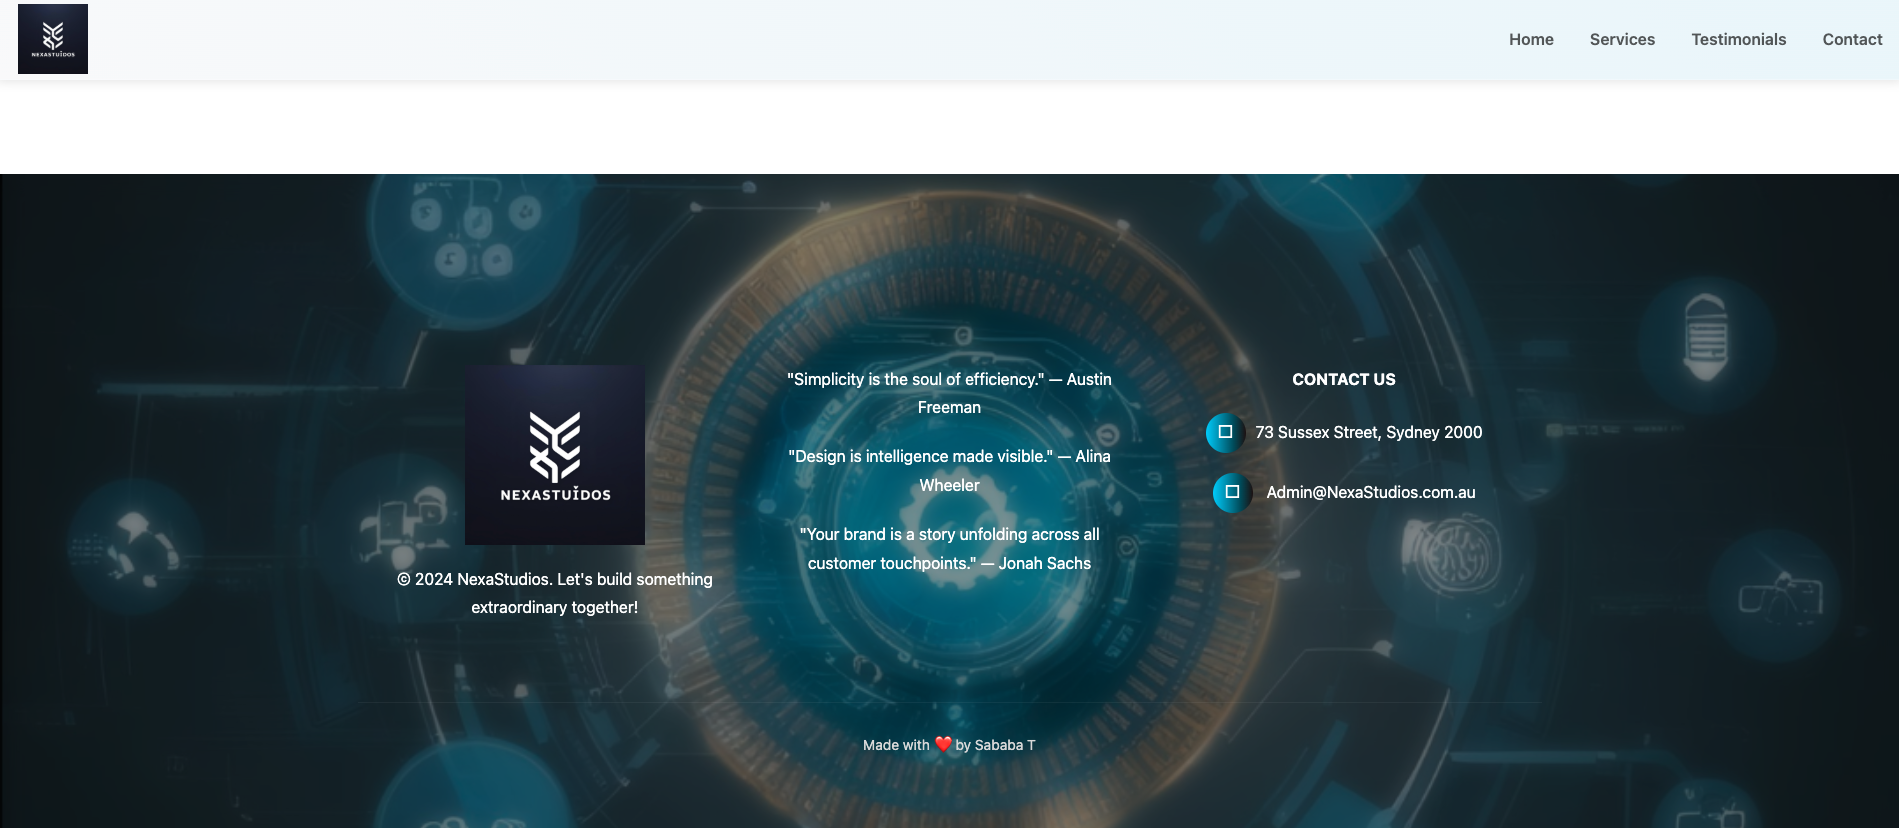 NEXASTUIDOS
Home Services Testimonials Contact
NEXASTUIDOS
© 2024 NexaStudios. Let's build something
extraordinary together!
"Simplicity is the soul of efficiency." — Austin
Freeman
"Design is intelligence made visible." — Alina
Wheeler
"Your brand is a story unfolding across all
customer touchpoints." — Jonah Sachs
CONTACT US
73 Sussex Street, Sydney 2000
Admin@NexaStudios.com.au
Made with ❤️ by Sababa T